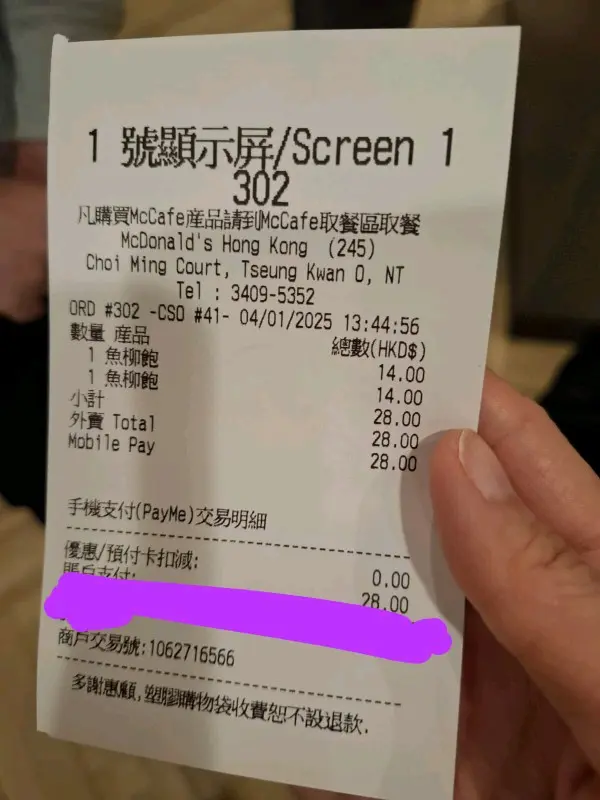 1 號顯示屏/Screen 1
302
凡購買McCafe產品請到McCafe取餐區取餐
McDonald's Hong Kong (245)
Choi Ming Court, Tseung Kwan O, NT
Tel : 3409-5352
ORD #302 -CSO #41- 04/01/2025 13:44:56
數量 產品 總數(HKD$)
1 魚柳飽 14.00
1 魚柳飽 14.00
小計 28.00
外賣 Total 28.00
Mobile Pay 28.00
手機支付(PayMe)交易明細
優惠/預付卡扣減: 0.00
賬戶支付: 28.00
商戶交易號:1062716566
多謝惠顧,塑膠購物袋收費恕不設退款.